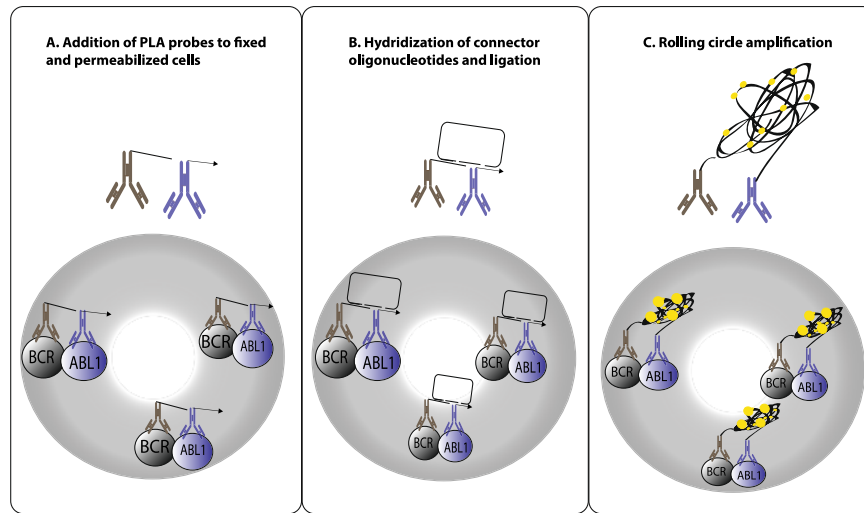 A. Addition of PLA probes to fixed
and permeabilized cells
BCR
ABL1
BCR
ABL1
BCR
ABL1
B. Hydridization of connector
oligonucleotides and ligation
BCR
ABL1
BCR
ABL1
BCR
ABL1
C. Rolling circle amplification
BCR
ABL1
BCR
ABL1
BCR
ABL1